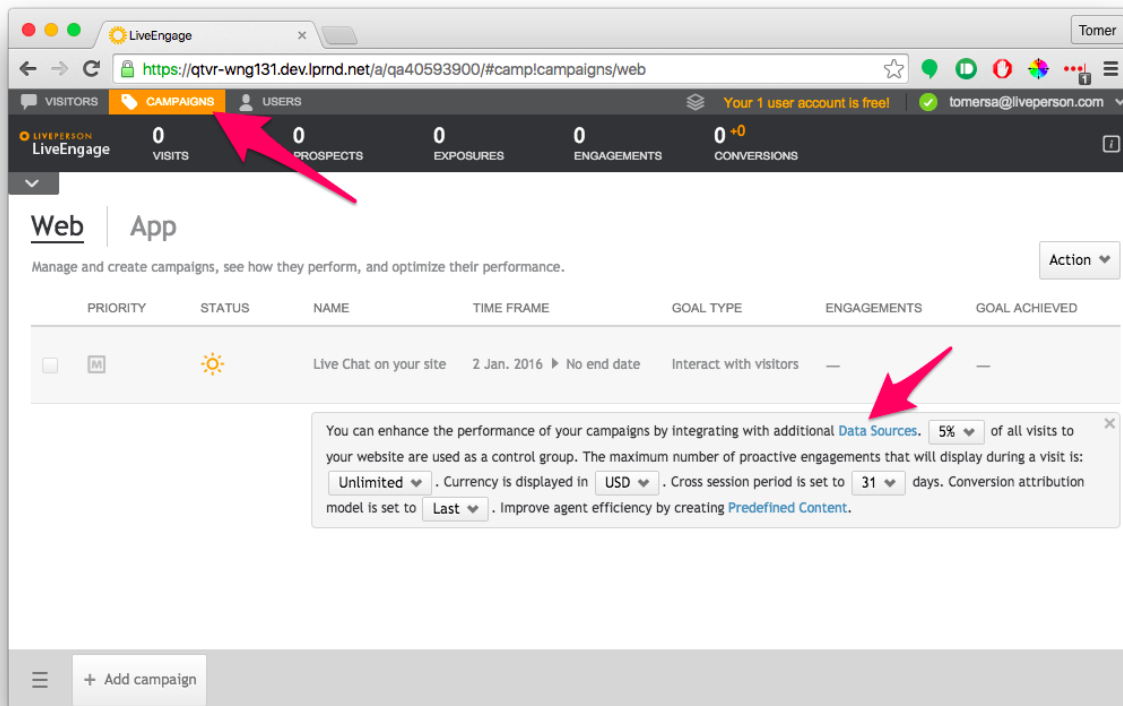 LiveEngage
Tomer
https://qtvr-wng131.dev.lprnd.net/a/qa40593900/#camp!campaigns/web
1
VISITORS CAMPAIGNS USERS Your 1 user account is free! tomersa@liveperson.com
LIVEPERSON
LiveEngage
0 0 0 0 0 +0
VISITS PROSPECTS EXPOSURES ENGAGEMENTS CONVERSIONS
Web App
Manage and create campaigns, see how they perform, and optimize their performance.
Action
PRIORITY STATUS NAME TIME FRAME GOAL TYPE ENGAGEMENTS GOAL ACHIEVED
M Live Chat on your site 2 Jan. 2016 No end date Interact with visitors — —
You can enhance the performance of your campaigns by integrating with additional Data Sources. 5% of all visits to
your website are used as a control group. The maximum number of proactive engagements that will display during a visit is:
Unlimited . Currency is displayed in USD . Cross session period is set to 31 days. Conversion attribution
model is set to Last . Improve agent efficiency by creating Predefined Content.
+ Add campaign